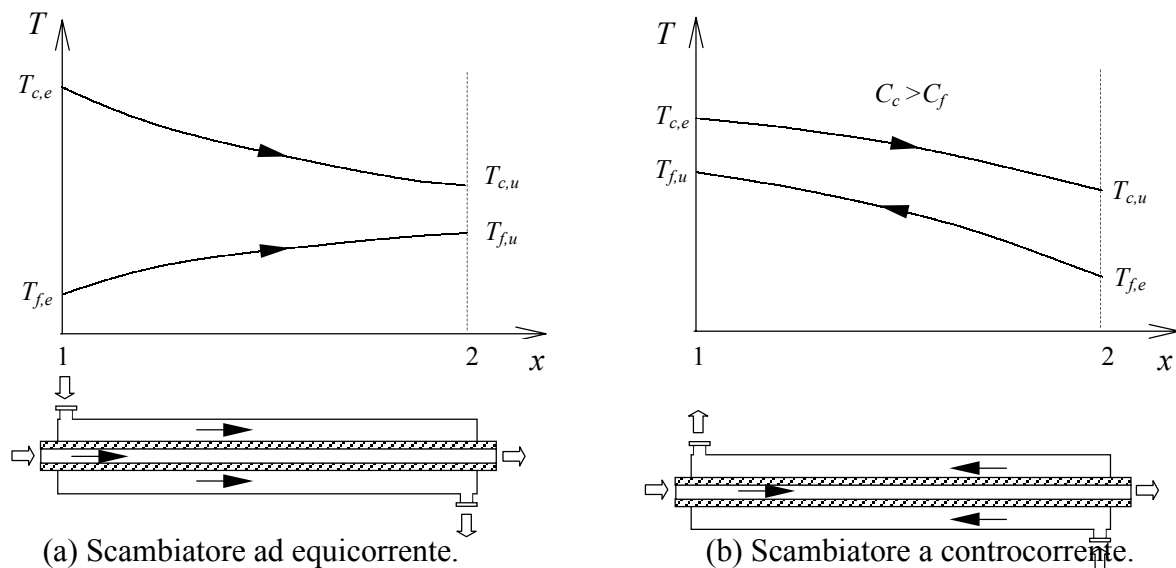 T
T_{c,e}
T_{c,u}
T_{f,u}
T_{f,e}
1
2
x
(a) Scambiatore ad equicorrente.
T
C_c > C_f
T_{c,e}
T_{f,u}
T_{c,u}
T_{f,e}
1
2
x
(b) Scambiatore a controcorrente.